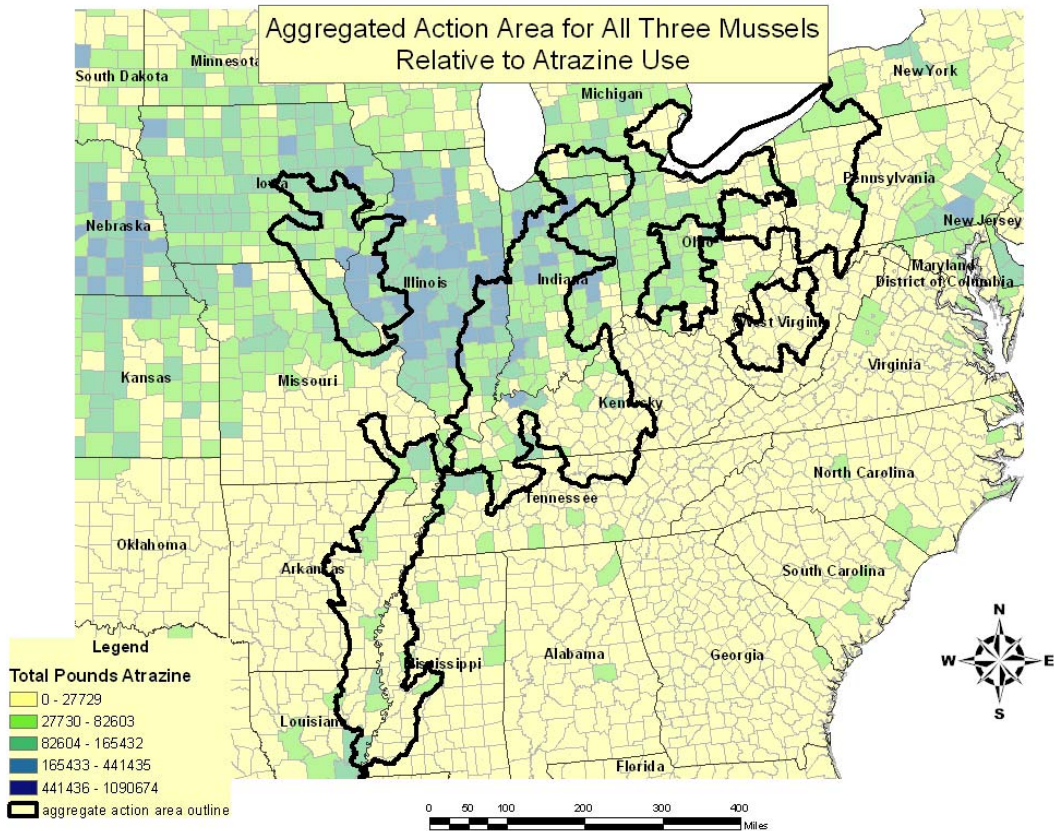 Aggregated Action Area for All Three Mussels
Relative to Atrazine Use
South Dakota
Minnesota
Michigan
New York
Iowa
Pennsylvania
Nebraska
New Jersey
Ohio
Maryland
District of Columbia
Illinois
Indiana
West Virginia
Virginia
Kansas
Missouri
Kentucky
North Carolina
Tennessee
Oklahoma
Arkansas
South Carolina
Mississippi
Alabama
Georgia
Louisiana
Florida
N
W
E
S
Legend
Total Pounds Atrazine
0 - 27729
27730 - 82603
82604 - 165432
165433 - 441435
441436 - 1090674
aggregate action area outline
0 50 100 200 300 400
Miles